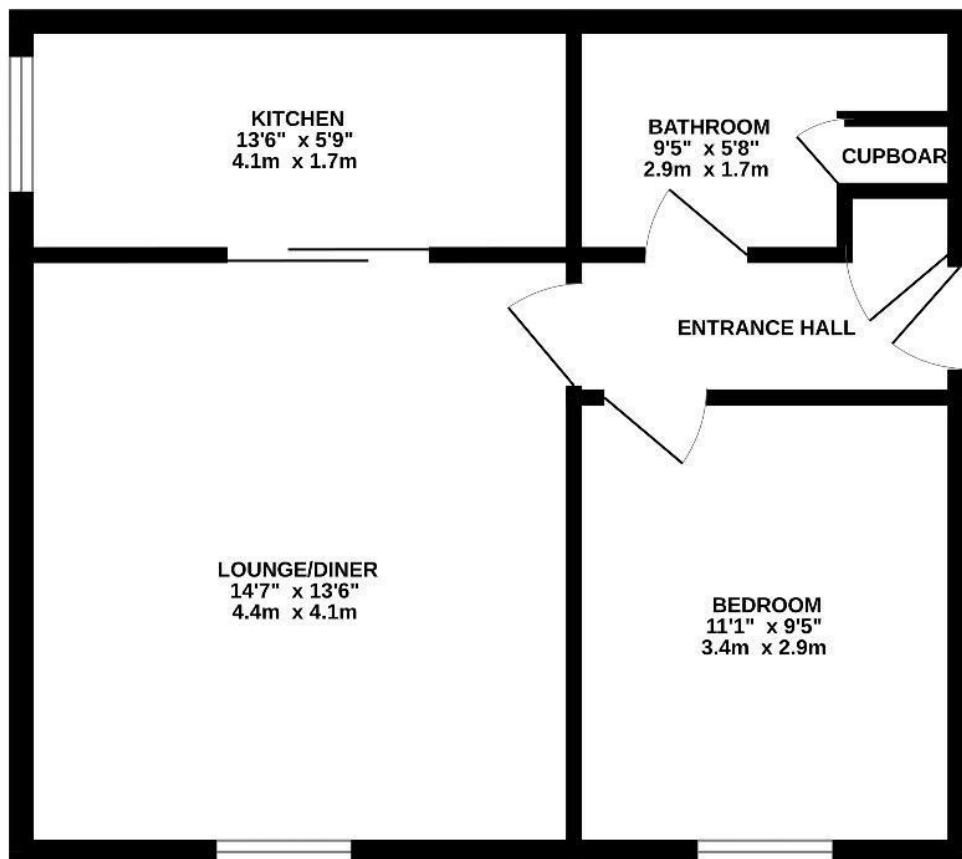 KITCHEN
13'6" x 5'9"
4.1m x 1.7m
BATHROOM
9'5" x 5'8"
2.9m x 1.7m
CUPBOAR
ENTRANCE HALL
LOUNGE/DINER
14'7" x 13'6"
4.4m x 4.1m
BEDROOM
11'1" x 9'5"
3.4m x 2.9m